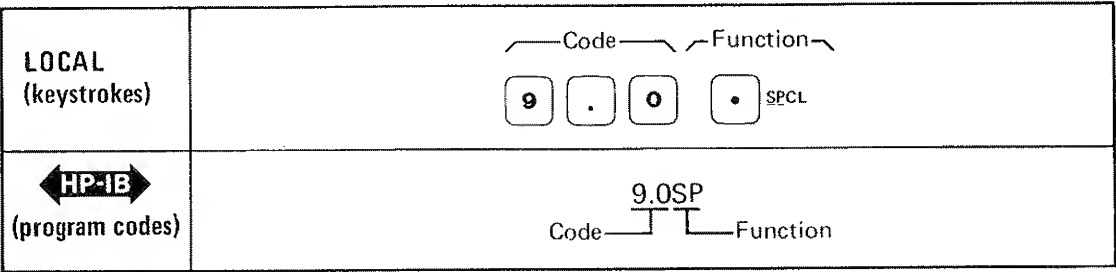 LOCAL
(keystrokes)
Code Function
9 . 0 • SPCL
HP-IB
(program codes)
9.0SP
Code Function